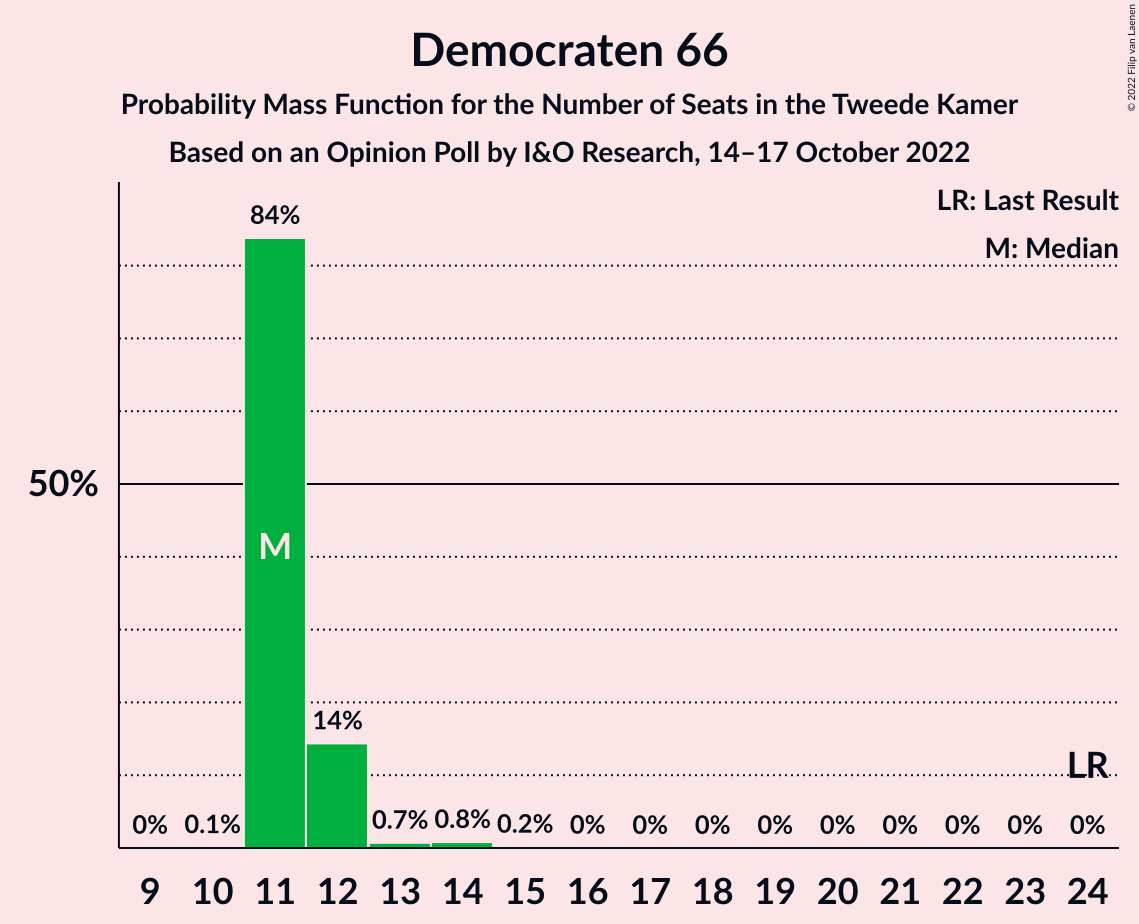 Democraten 66
Probability Mass Function for the Number of Seats in the Tweede Kamer
Based on an Opinion Poll by I&O Research, 14–17 October 2022
© 2022 Filip van Laenen
LR: Last Result
M: Median
84%
50%
M
14%
LR
0% 0.1% 0.7% 0.8% 0.2% 0% 0% 0% 0% 0% 0% 0% 0% 0%
9 10 11 12 13 14 15 16 17 18 19 20 21 22 23 24